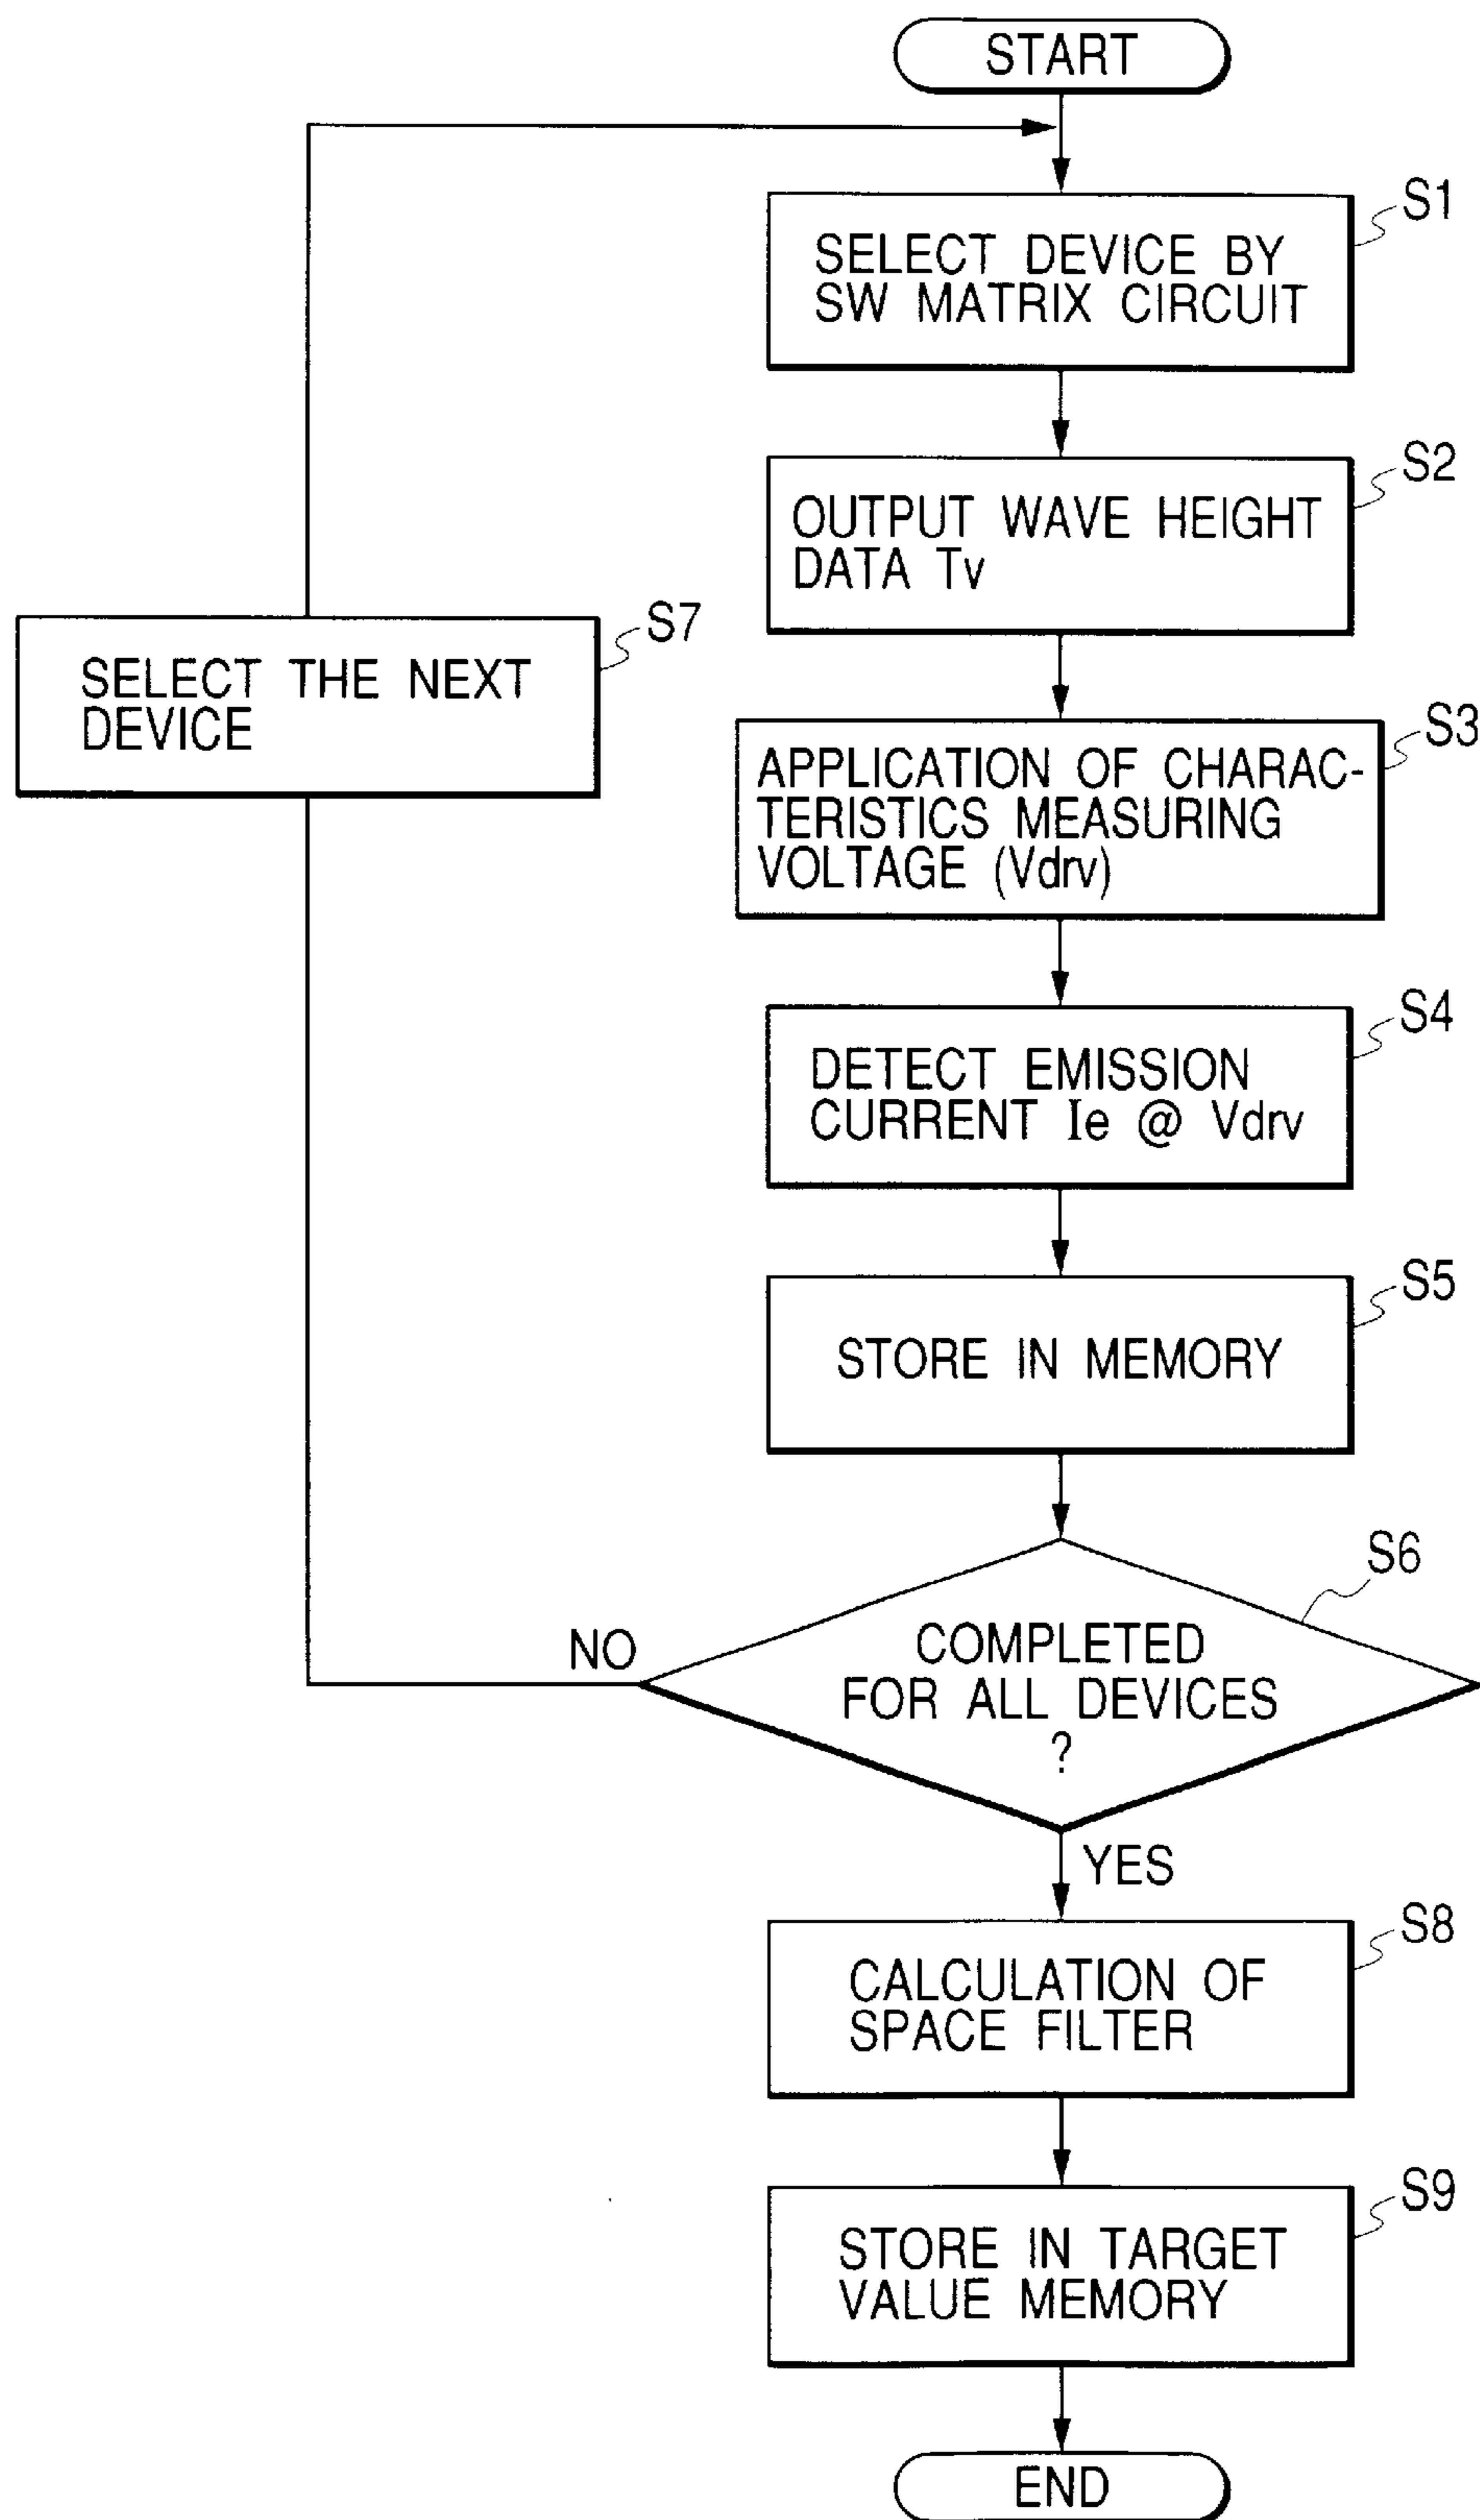 START
S1
SELECT DEVICE BY
SW MATRIX CIRCUIT
S2
OUTPUT WAVE HEIGHT
DATA Tv
S7
SELECT THE NEXT
DEVICE
S3
APPLICATION OF CHARAC-
TERISTICS MEASURING
VOLTAGE (Vdrv)
S4
DETECT EMISSION
CURRENT Ie @ Vdrv
S5
STORE IN MEMORY
S6
NO
COMPLETED
FOR ALL DEVICES
?
YES
S8
CALCULATION OF
SPACE FILTER
S9
STORE IN TARGET
VALUE MEMORY
END